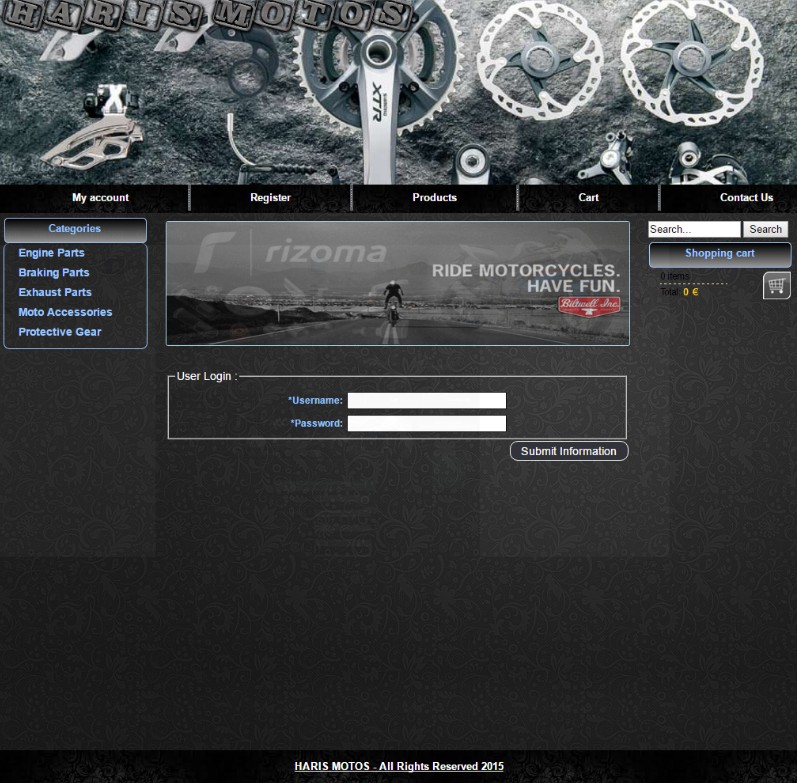 HARIS MOTOS
XTR
SHIMANO
My account
Register
Products
Cart
Contact Us
Categories
Engine Parts
Braking Parts
Exhaust Parts
Moto Accessories
Protective Gear
rizoma
RIDE MOTORCYCLES.
HAVE FUN.
Biltwell Inc.
Search...
Search
Shopping cart
0 items
Total: 0 €
User Login :
*Username:
*Password:
Submit Information
HARIS MOTOS - All Rights Reserved 2015